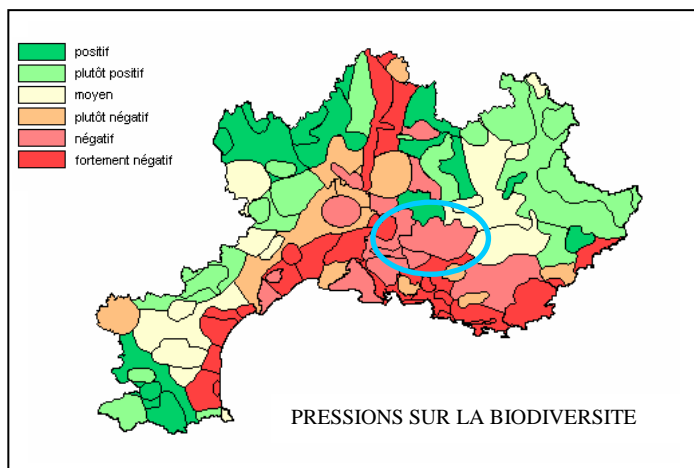 positif
plutôt positif
moyen
plutôt négatif
négatif
fortement négatif
PRESSIONS SUR LA BIODIVERSITE